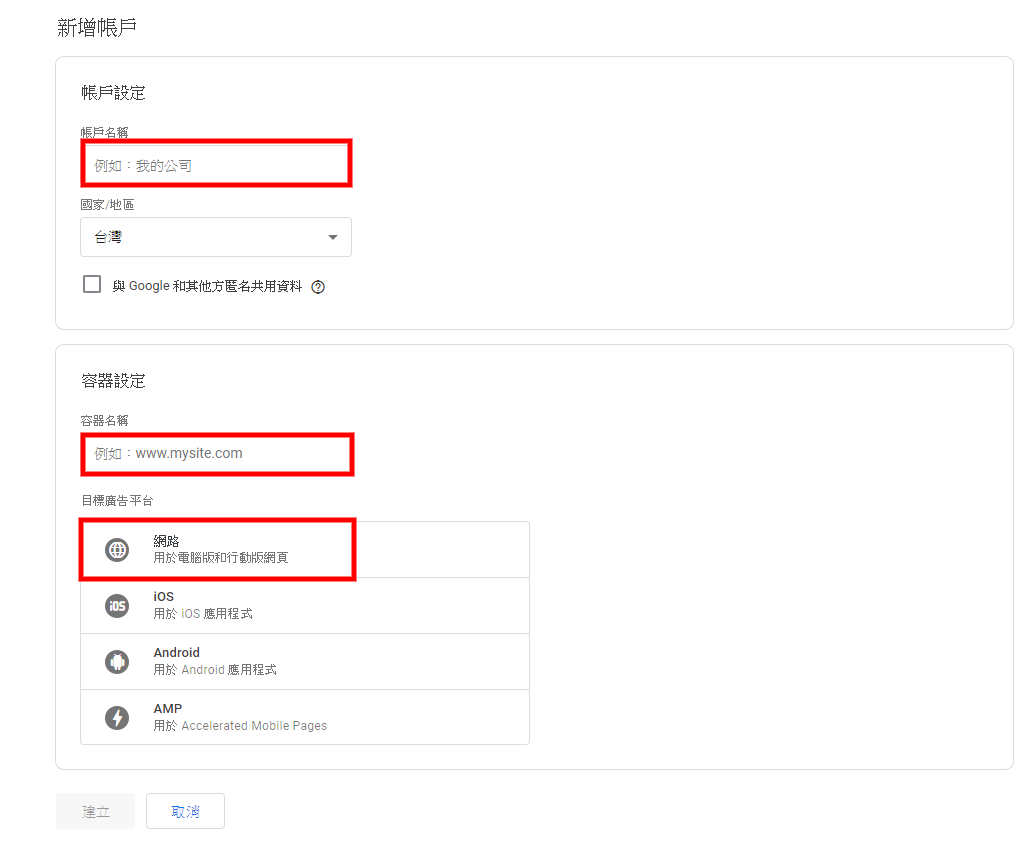 新增帳戶
帳戶設定
帳戶名稱
例如：我的公司
國家/地區
台灣
與 Google 和其他方匿名共用資料
容器設定
容器名稱
例如：www.mysite.com
目標廣告平台
網路
用於電腦版和行動版網頁
iOS
iOS
用於 iOS 應用程式
Android
用於 Android 應用程式
AMP
用於 Accelerated Mobile Pages
建立 取消